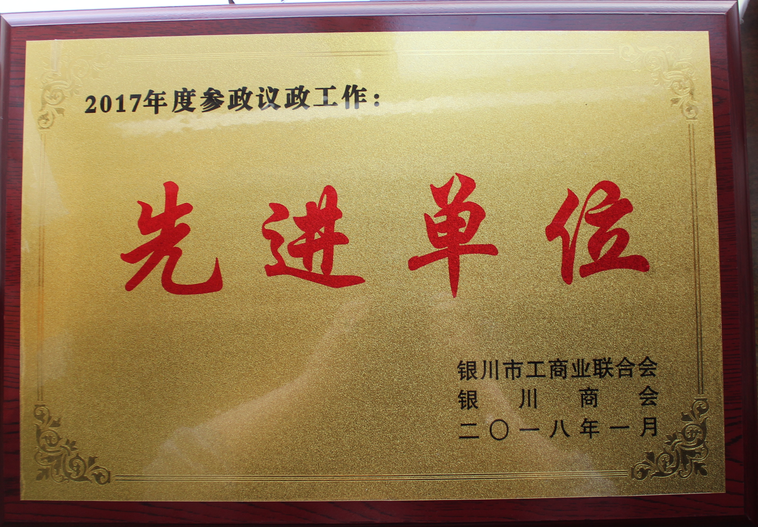 2017年度参政议政工作：
先进单位
银川市工商业联合会
银川商会
二〇一八年一月